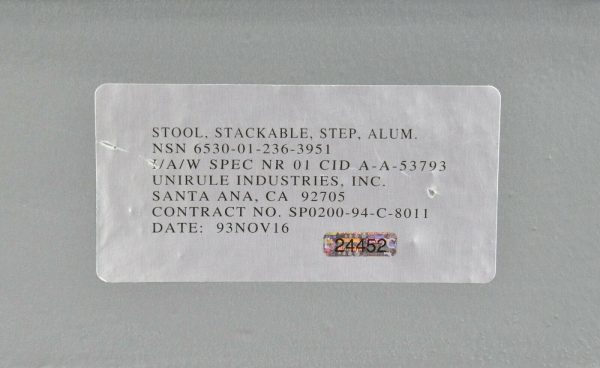 STOOL, STACKABLE, STEP, ALUM.
NSN 6530-01-236-3951
I/A/W SPEC NR 01 CID A-A-53793
UNIRULE INDUSTRIES, INC.
SANTA ANA, CA 92705
CONTRACT NO. SP0200-94-C-8011
DATE: 93NOV16
24452